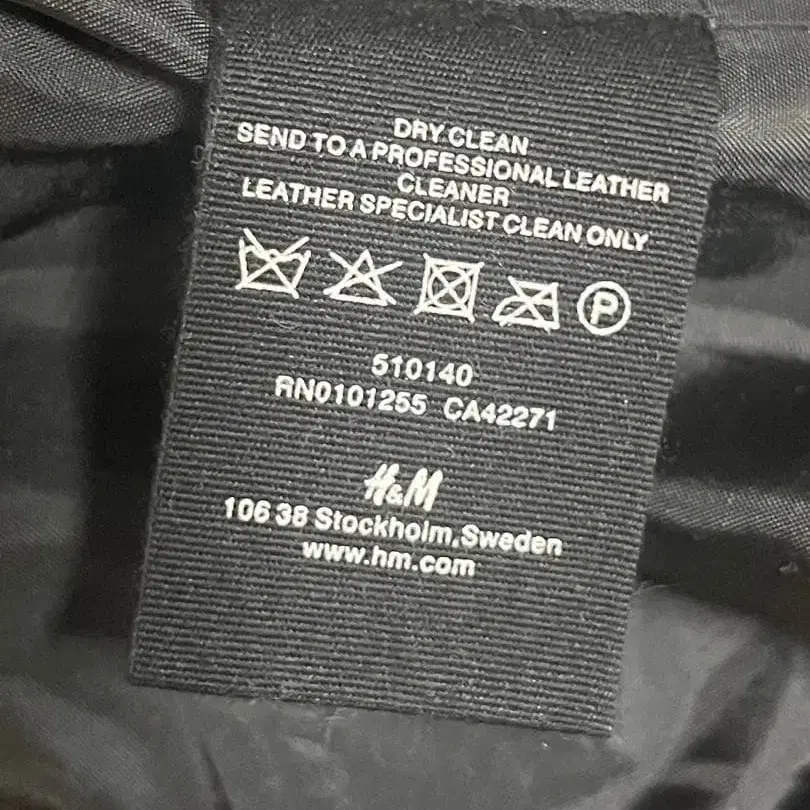 DRY CLEAN
SEND TO A PROFESSIONAL LEATHER
CLEANER
LEATHER SPECIALIST CLEAN ONLY
P
510140
RN0101255 CA42271
H&M
106 38 Stockholm,Sweden
www.hm.com